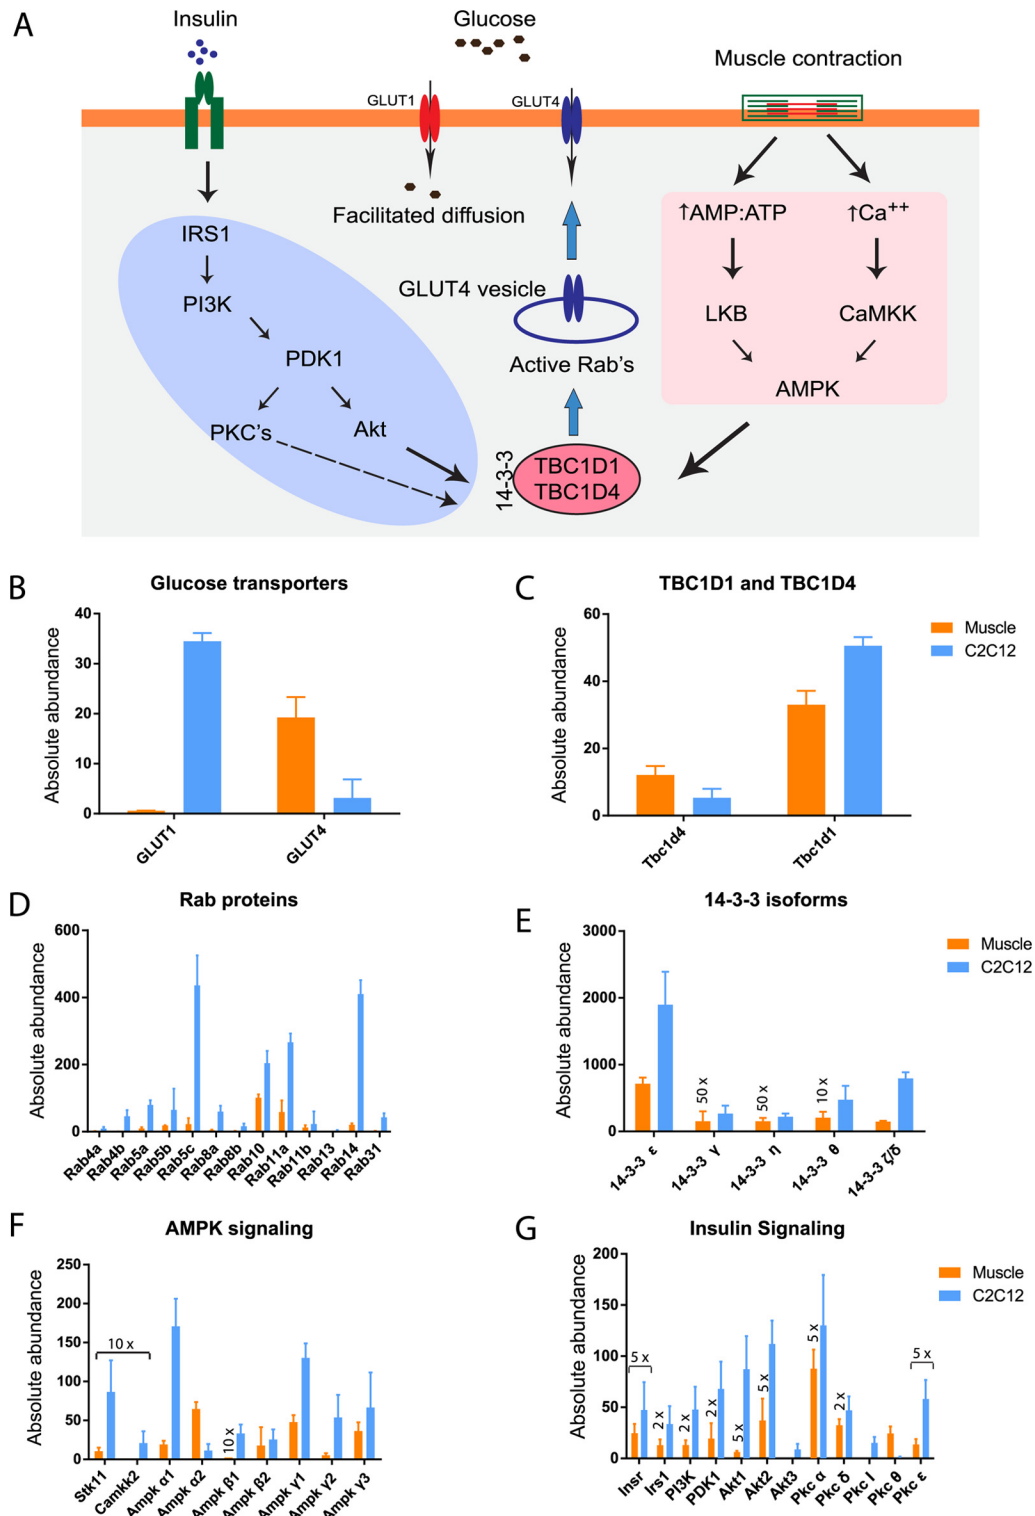 A
Insulin
Glucose
Muscle contraction
GLUT1
GLUT4
Facilitated diffusion
IRS1
PI3K
PDK1
PKC's
Akt
GLUT4 vesicle
Active Rab's
14-3-3
TBC1D1
TBC1D4
↑AMP:ATP
↑Ca++
LKB
CaMKK
AMPK
B
Glucose transporters
Absolute abundance
40
30
20
10
0
GLUT1
GLUT4
C
TBC1D1 and TBC1D4
Absolute abundance
60
40
20
0
Tbc1d4
Tbc1d1
Muscle
C2C12
D
Rab proteins
Absolute abundance
600
400
200
0
Rab4a
Rab4b
Rab5a
Rab5b
Rab5c
Rab8a
Rab8b
Rab10
Rab11a
Rab11b
Rab13
Rab14
Rab31
E
14-3-3 isoforms
Absolute abundance
3000
2000
1000
0
50 x
50 x
10 x
14-3-3 ε
14-3-3 γ
14-3-3 η
14-3-3 θ
14-3-3 ζ/δ
Muscle
C2C12
F
AMPK signaling
Absolute abundance
250
200
150
100
50
0
10 x
10 x
Stk11
Camkk2
Ampk α1
Ampk α2
Ampk β1
Ampk β2
Ampk γ1
Ampk γ2
Ampk γ3
G
Insulin Signaling
Absolute abundance
200
150
100
50
0
5 x
2 x
2 x
2 x
5 x
5 x
5 x
2 x
5 x
Insr
Irs1
PI3K
PDK1
Akt1
Akt2
Akt3
Pkc α
Pkc δ
Pkc ι
Pkc θ
Pkc ε
Muscle
C2C12